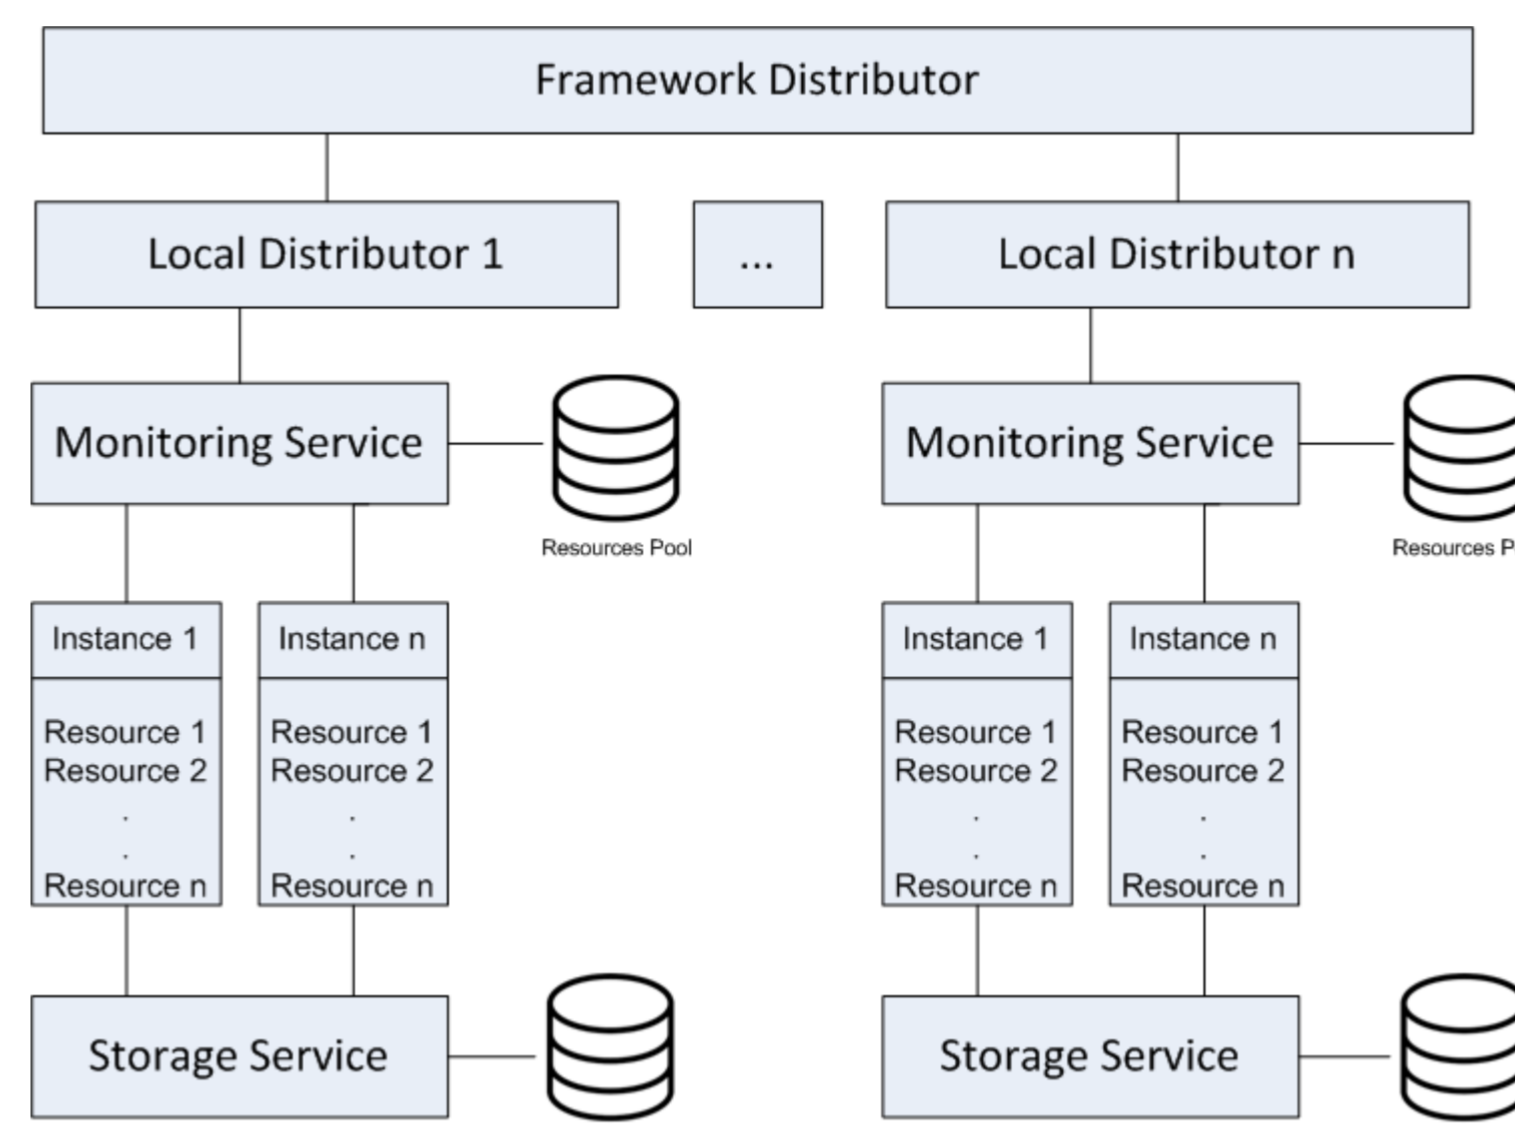 Framework Distributor
Local Distributor 1
...
Local Distributor n
Monitoring Service
Resources Pool
Monitoring Service
Resources P
Instance 1
Resource 1
Resource 2
.
.
Resource n
Instance n
Resource 1
Resource 2
.
.
Resource n
Instance 1
Resource 1
Resource 2
.
.
Resource n
Instance n
Resource 1
Resource 2
.
.
Resource n
Storage Service
Storage Service